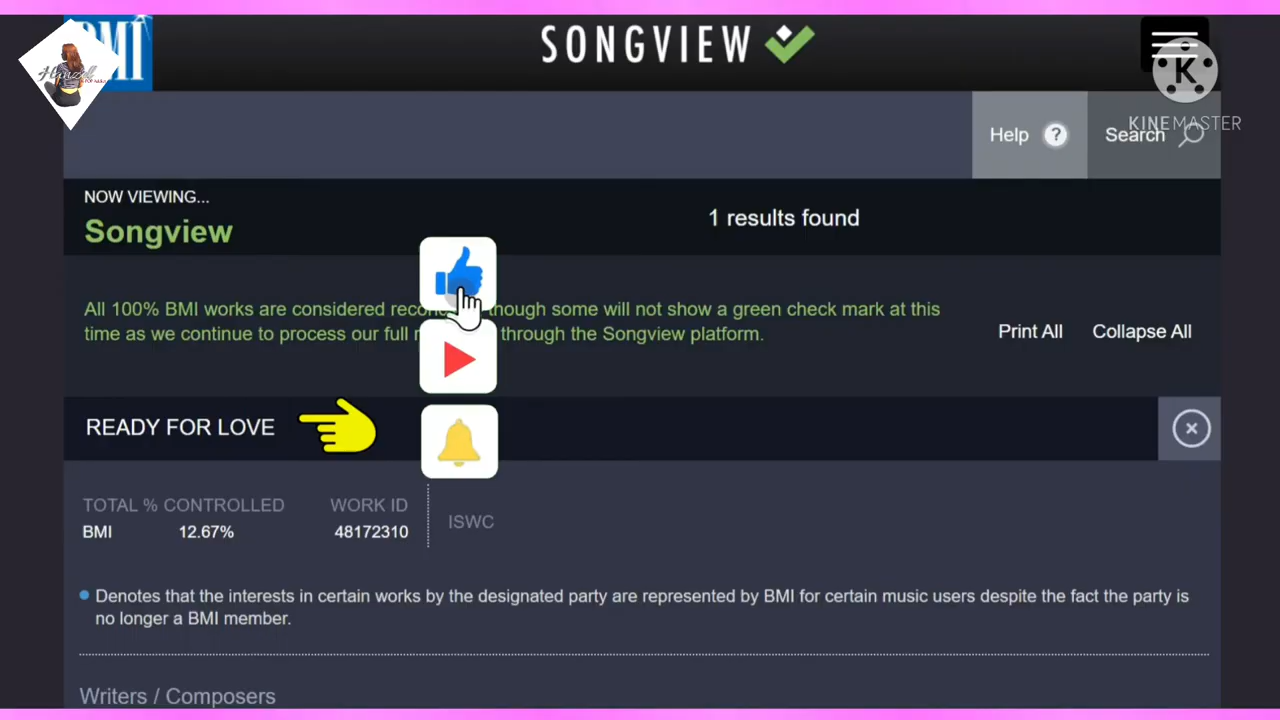 BMI
SONGVIEW
KINEMASTER
Help ?
Search
NOW VIEWING...
Songview
1 results found
All 100% BMI works are considered though some will not show a green check mark at this
time as we continue to process our full through the Songview platform.
Print All
Collapse All
READY FOR LOVE
TOTAL % CONTROLLED
WORK ID
BMI 12.67%
48172310
ISWC
Denotes that the interests in certain works by the designated party are represented by BMI for certain music users despite the fact the party is
no longer a BMI member.
Writers / Composers